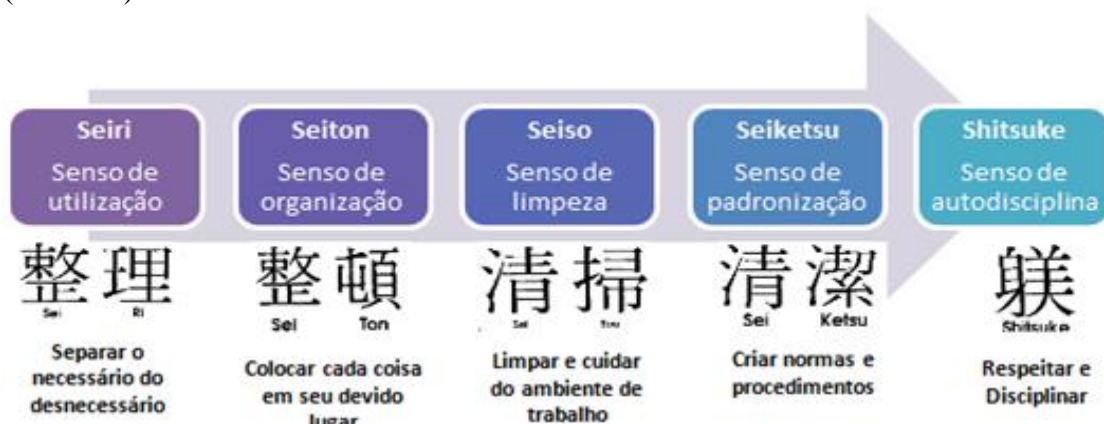 Seiri
Senso de
utilização
Seiton
Senso de
organização
Seiso
Senso de
limpeza
Seiketsu
Senso de
padronização
Shitsuke
Senso de
autodisciplina
整理
Sei Ri
整頓
Sei Ton
清掃
清潔
Sei Ketsu
躾
Shitsuke
Separar o
necessário do
desnecessário
Colocar cada coisa
em seu devido
lugar
Limpar e cuidar
do ambiente de
trabalho
Criar normas e
procedimentos
Respeitar e
Disciplinar